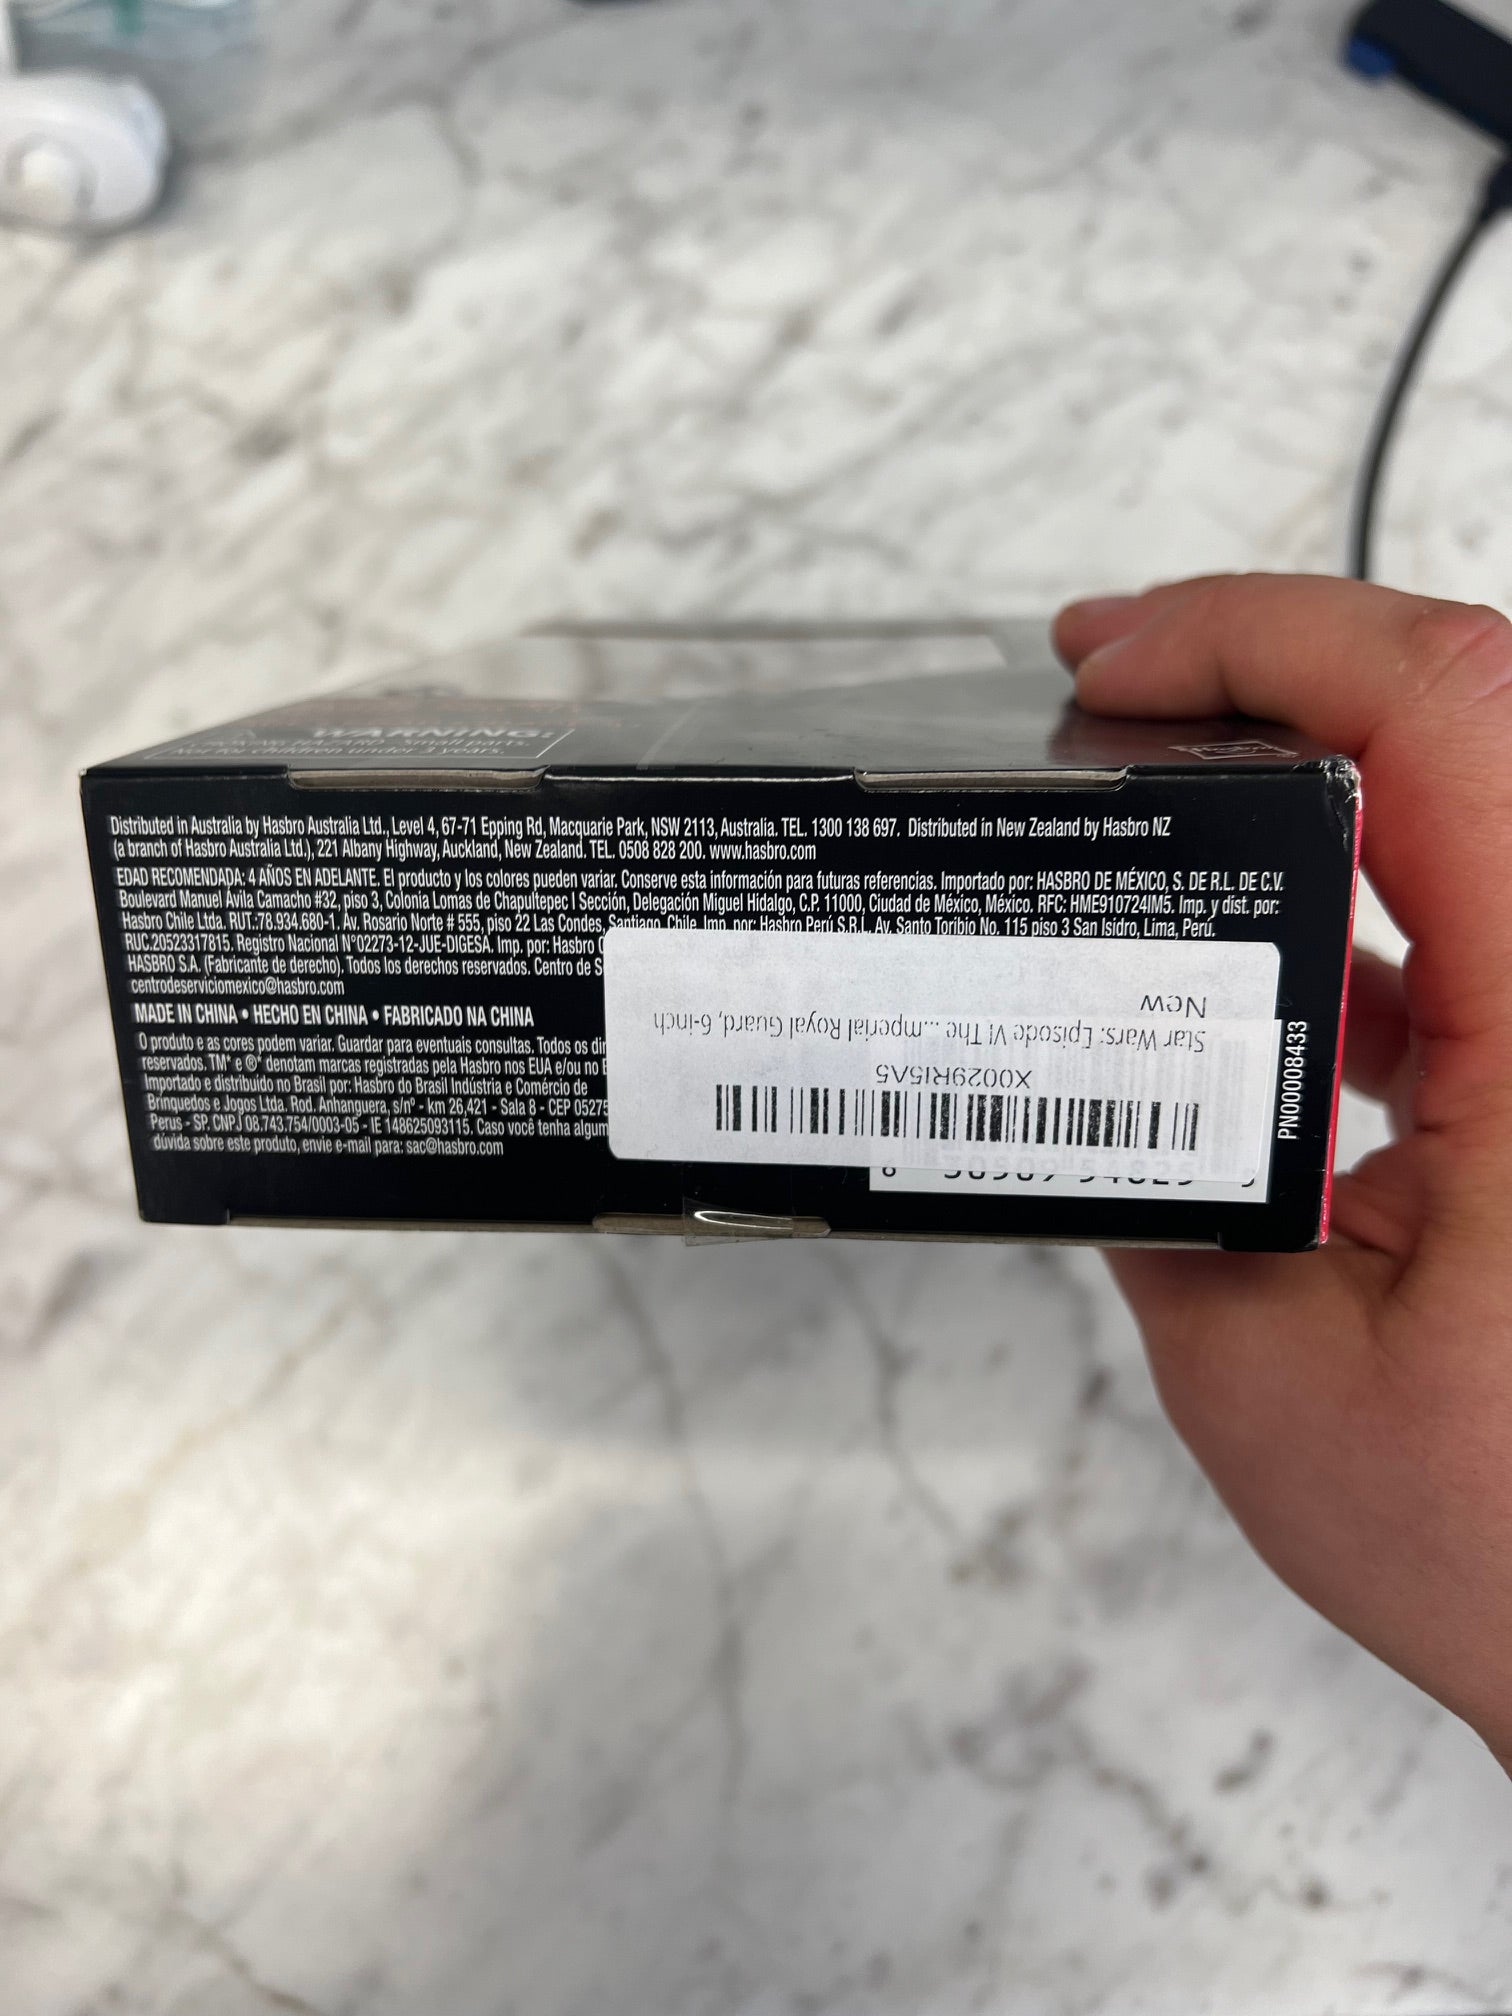 WARNING:
Distributed in Australia by Hasbro Australia Ltd., Level 4, 67-71 Epping Rd, Macquarie Park, NSW 2113, Australia. TEL. 1300 138 697. Distributed in New Zealand by Hasbro NZ
(a branch of Hasbro Australia Ltd.), 221 Albany Highway, Auckland, New Zealand. TEL. 0508 828 200. www.hasbro.com
EDAD RECOMENDADA: 4 AÑOS EN ADELANTE. El producto y los colores pueden variar. Conserve esta información para futuras referencias. Importado por: HASBRO DE MÉXICO, S. DE R.L. DE C.V.
Boulevard Manuel Ávila Camacho #32, piso 3, Colonia Lomas de Chapultepec I Sección, Delegación Miguel Hidalgo, C.P. 11000, Ciudad de México, México. RFC: HME910724IM5. Imp. y dist. por:
Hasbro Chile Ltda. RUT.:78.934.680-1. Av. Rosario Norte # 555, piso 22 Las Condes, Santiago, Chile. Imp. por: Hasbro Perú S.R.L. Av. Santo Toribio No. 115 piso 3 San Isidro, Lima, Perú.
RUC.20523317815. Registro Nacional N°02273-12-JUE-DIGESA. Imp. por: Hasbro
HASBRO S.A. (Fabricante de derecho). Todos los derechos reservados. Centro de
centrodeserviciomexico@hasbro.com
MADE IN CHINA • HECHO EN CHINA • FABRICADO NA CHINA
O produto e as cores podem variar. Guardar para eventuais consultas. Todos os
reservados. TM* e ®* denotam marcas registradas pela Hasbro nos EUA e/ou no
Importado e distribuído no Brasil por: Hasbro do Brasil Indústria e Comércio de
Brinquedos e Jogos Ltda. Rod. Anhanguera, s/nº - km 26,421 - Sala 8 - CEP 05275
Perus - SP. CNPJ 08.743.754/0003-05 - IE 148625093115. Caso você tenha algum
dúvida sobre este produto, envie e-mail para: sac@hasbro.com
X0029RI5A5
Star Wars: Episode VI The ...mperial Royal Guard, 6-inch
New
PN00008433